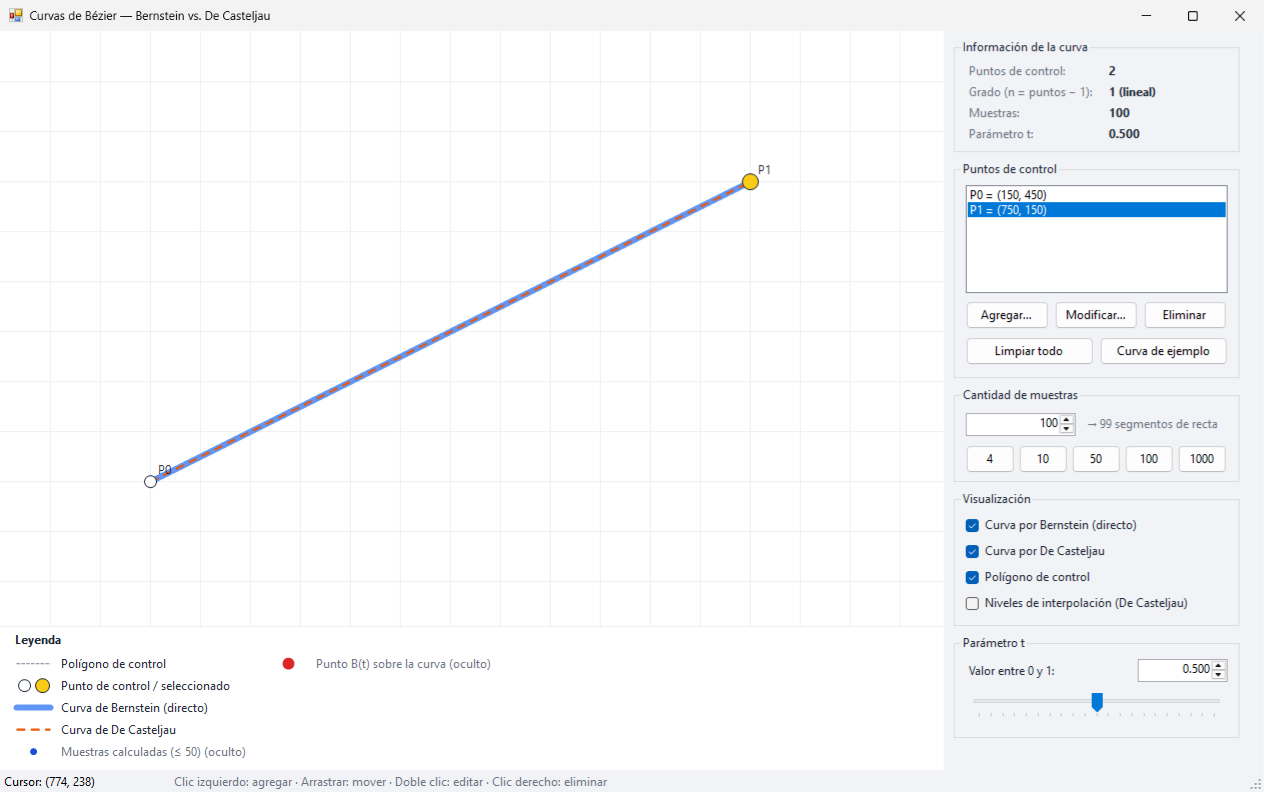 Curvas de Bézier — Bernstein vs. De Casteljau
P1
P0
Leyenda
Polígono de control
Punto B(t) sobre la curva (oculto)
Punto de control / seleccionado
Curva de Bernstein (directo)
Curva de De Casteljau
Muestras calculadas (≤ 50) (oculto)
Información de la curva
Puntos de control: 2
Grado (n = puntos − 1): 1 (lineal)
Muestras: 100
Parámetro t: 0.500
Puntos de control
P0 = (150, 450)
P1 = (750, 150)
Agregar... Modificar... Eliminar
Limpiar todo Curva de ejemplo
Cantidad de muestras
100 → 99 segmentos de recta
4 10 50 100 1000
Visualización
Curva por Bernstein (directo)
Curva por De Casteljau
Polígono de control
Niveles de interpolación (De Casteljau)
Parámetro t
Valor entre 0 y 1: 0.500
Cursor: (774, 238) Clic izquierdo: agregar · Arrastrar: mover · Doble clic: editar · Clic derecho: eliminar